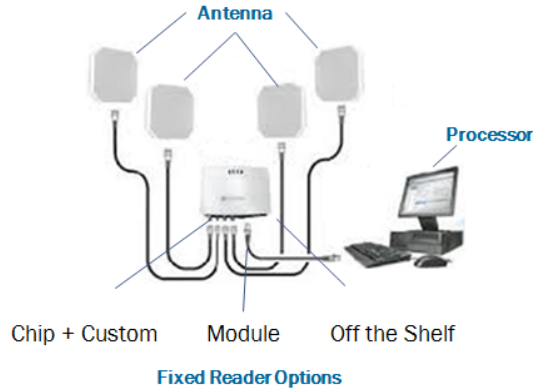 Antenna
Processor
Chip + Custom
Module
Off the Shelf
Fixed Reader Options